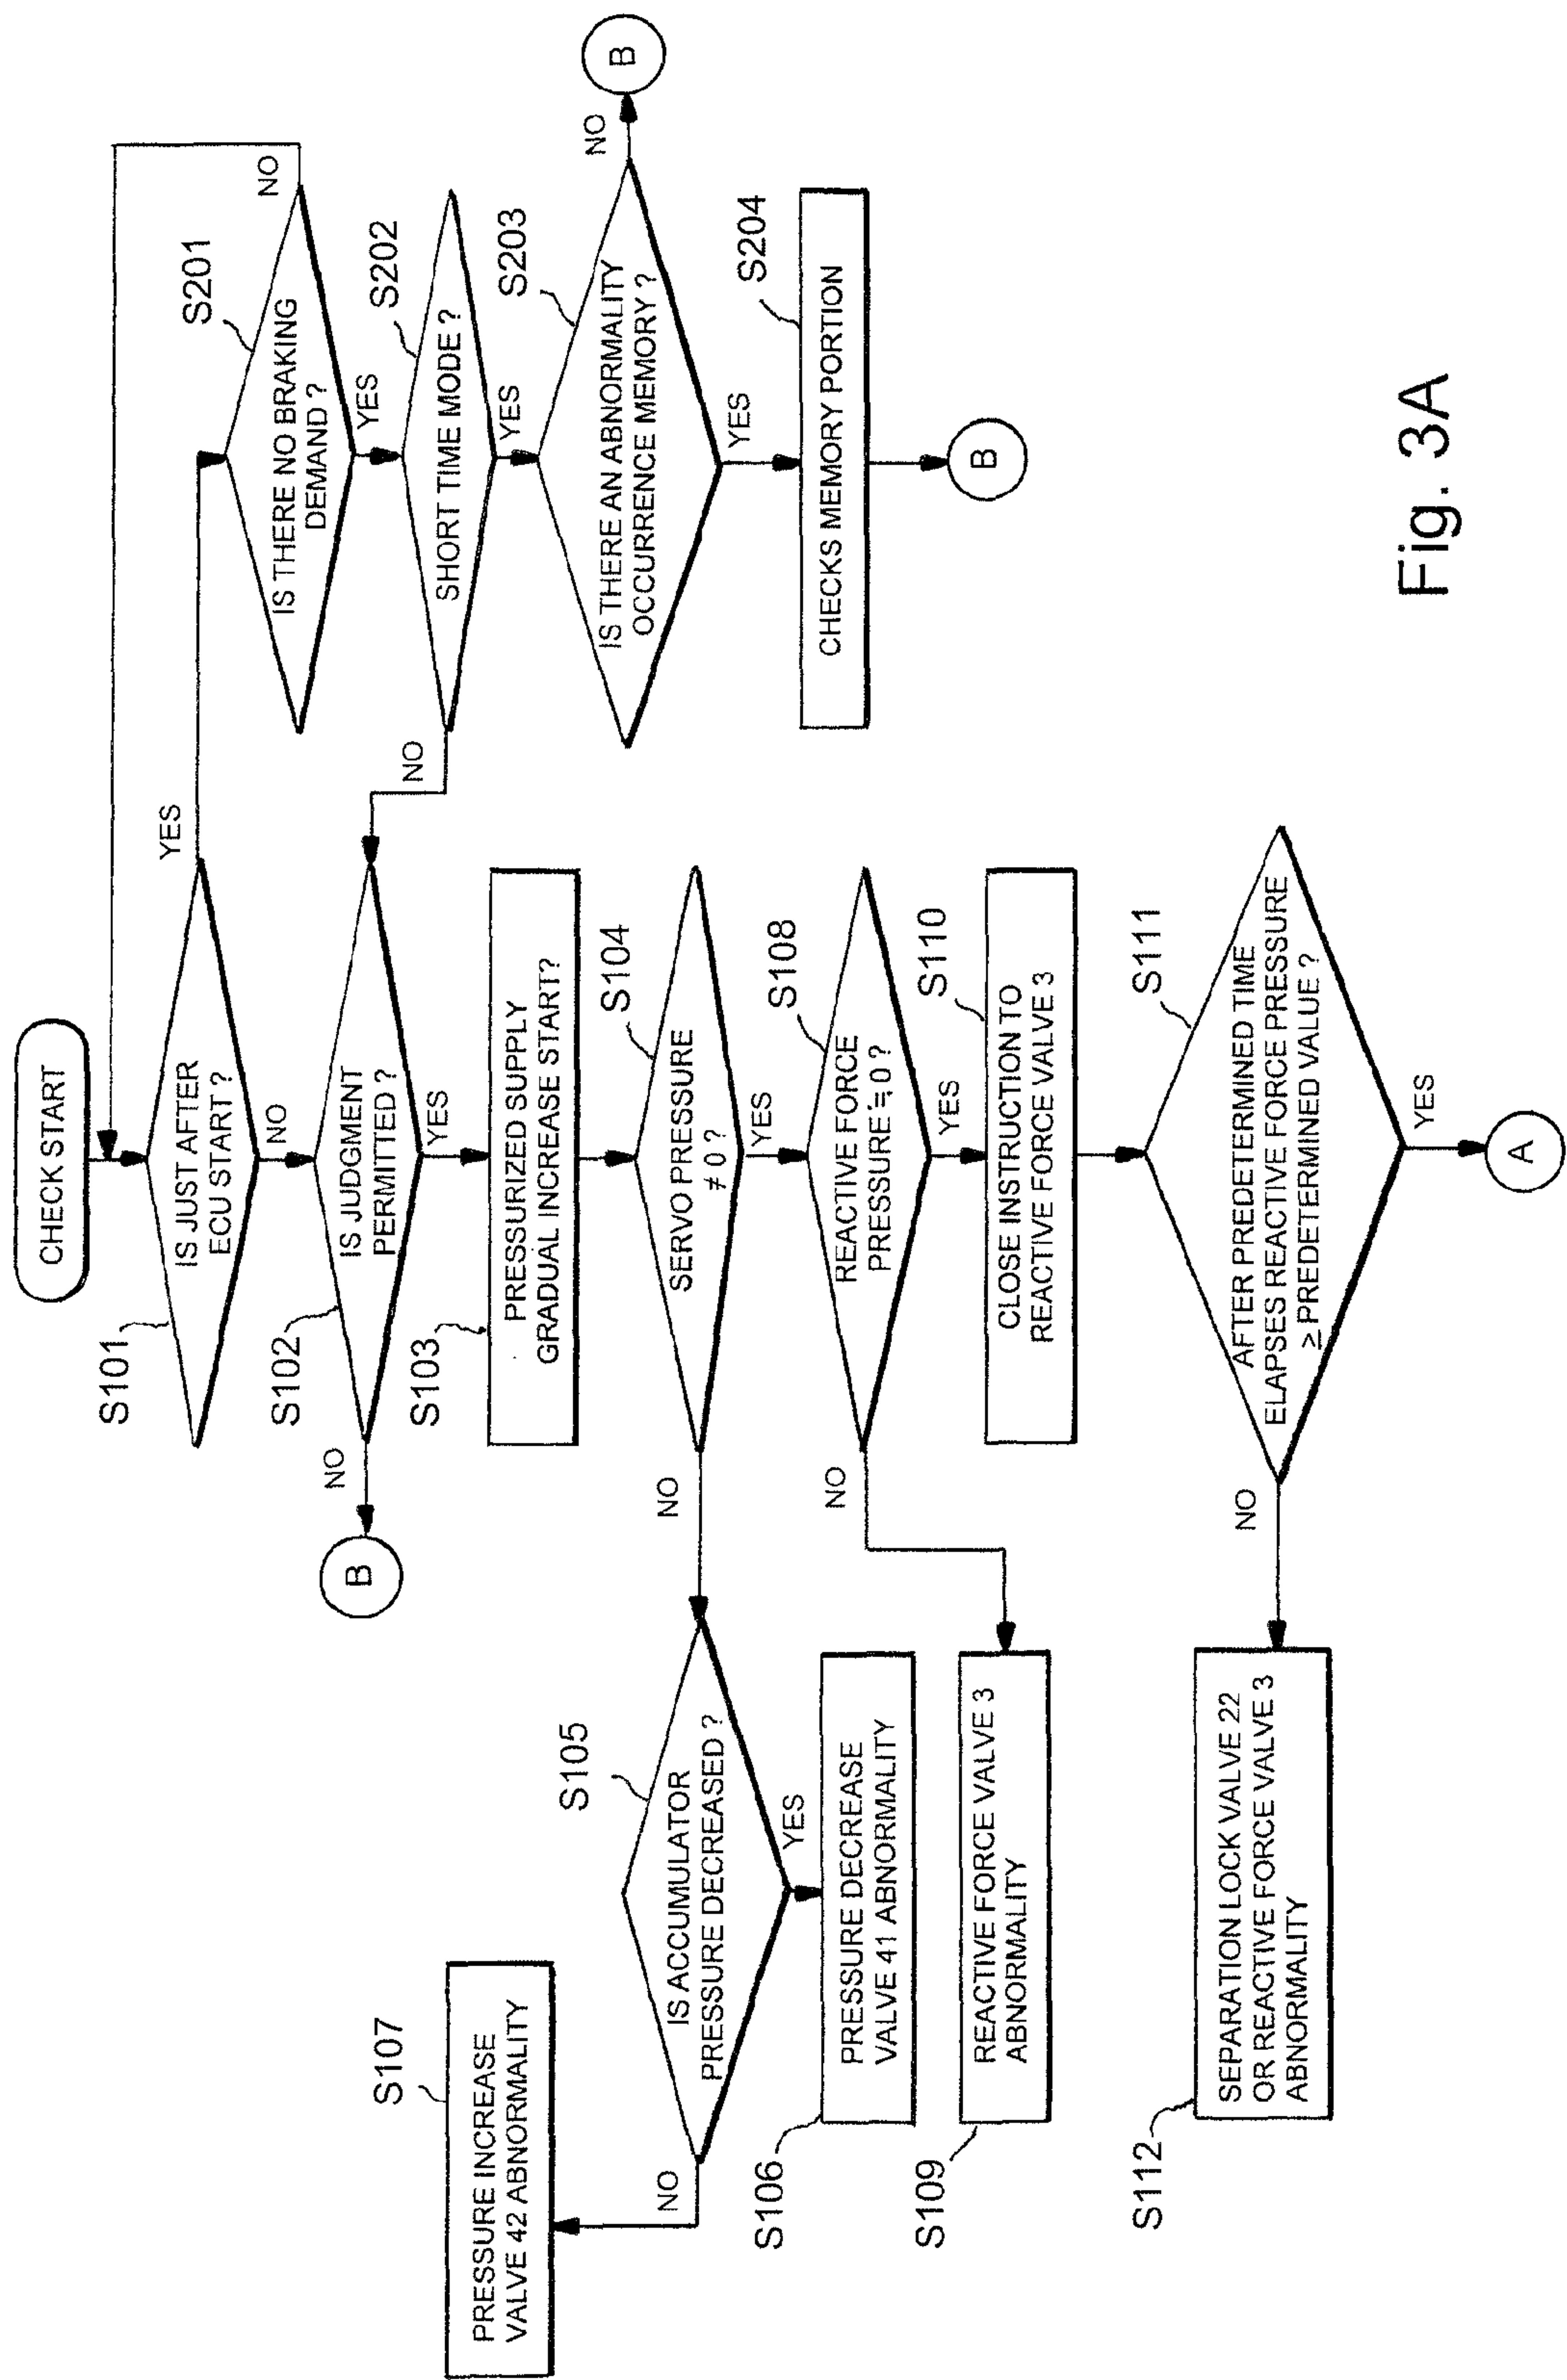 CHECK START
S101
IS JUST AFTER
ECU START ?
YES
NO
S201
IS THERE NO BRAKING
DEMAND ?
NO
YES
S202
SHORT TIME MODE ?
NO
YES
S203
IS THERE AN ABNORMALITY
OCCURRENCE MEMORY ?
NO
B
YES
S204
CHECKS MEMORY PORTION
B
S102
IS JUDGMENT
PERMITTED ?
NO
B
YES
S103
PRESSURIZED SUPPLY
GRADUAL INCREASE START?
S104
SERVO PRESSURE
≠ 0 ?
NO
YES
S105
IS ACCUMULATOR
PRESSURE DECREASED ?
NO
YES
S107
PRESSURE INCREASE
VALVE 42 ABNORMALITY
S106
PRESSURE DECREASE
VALVE 41 ABNORMALITY
S108
REACTIVE FORCE
PRESSURE ≒ 0 ?
NO
YES
S109
REACTIVE FORCE VALVE 3
ABNORMALITY
S110
CLOSE INSTRUCTION TO
REACTIVE FORCE VALVE 3
S111
AFTER PREDETERMINED TIME
ELAPSES REACTIVE FORCE PRESSURE
≥ PREDETERMINED VALUE ?
NO
YES
S112
SEPARATION LOCK VALVE 22
OR REACTIVE FORCE VALVE 3
ABNORMALITY
A
Fig. 3A